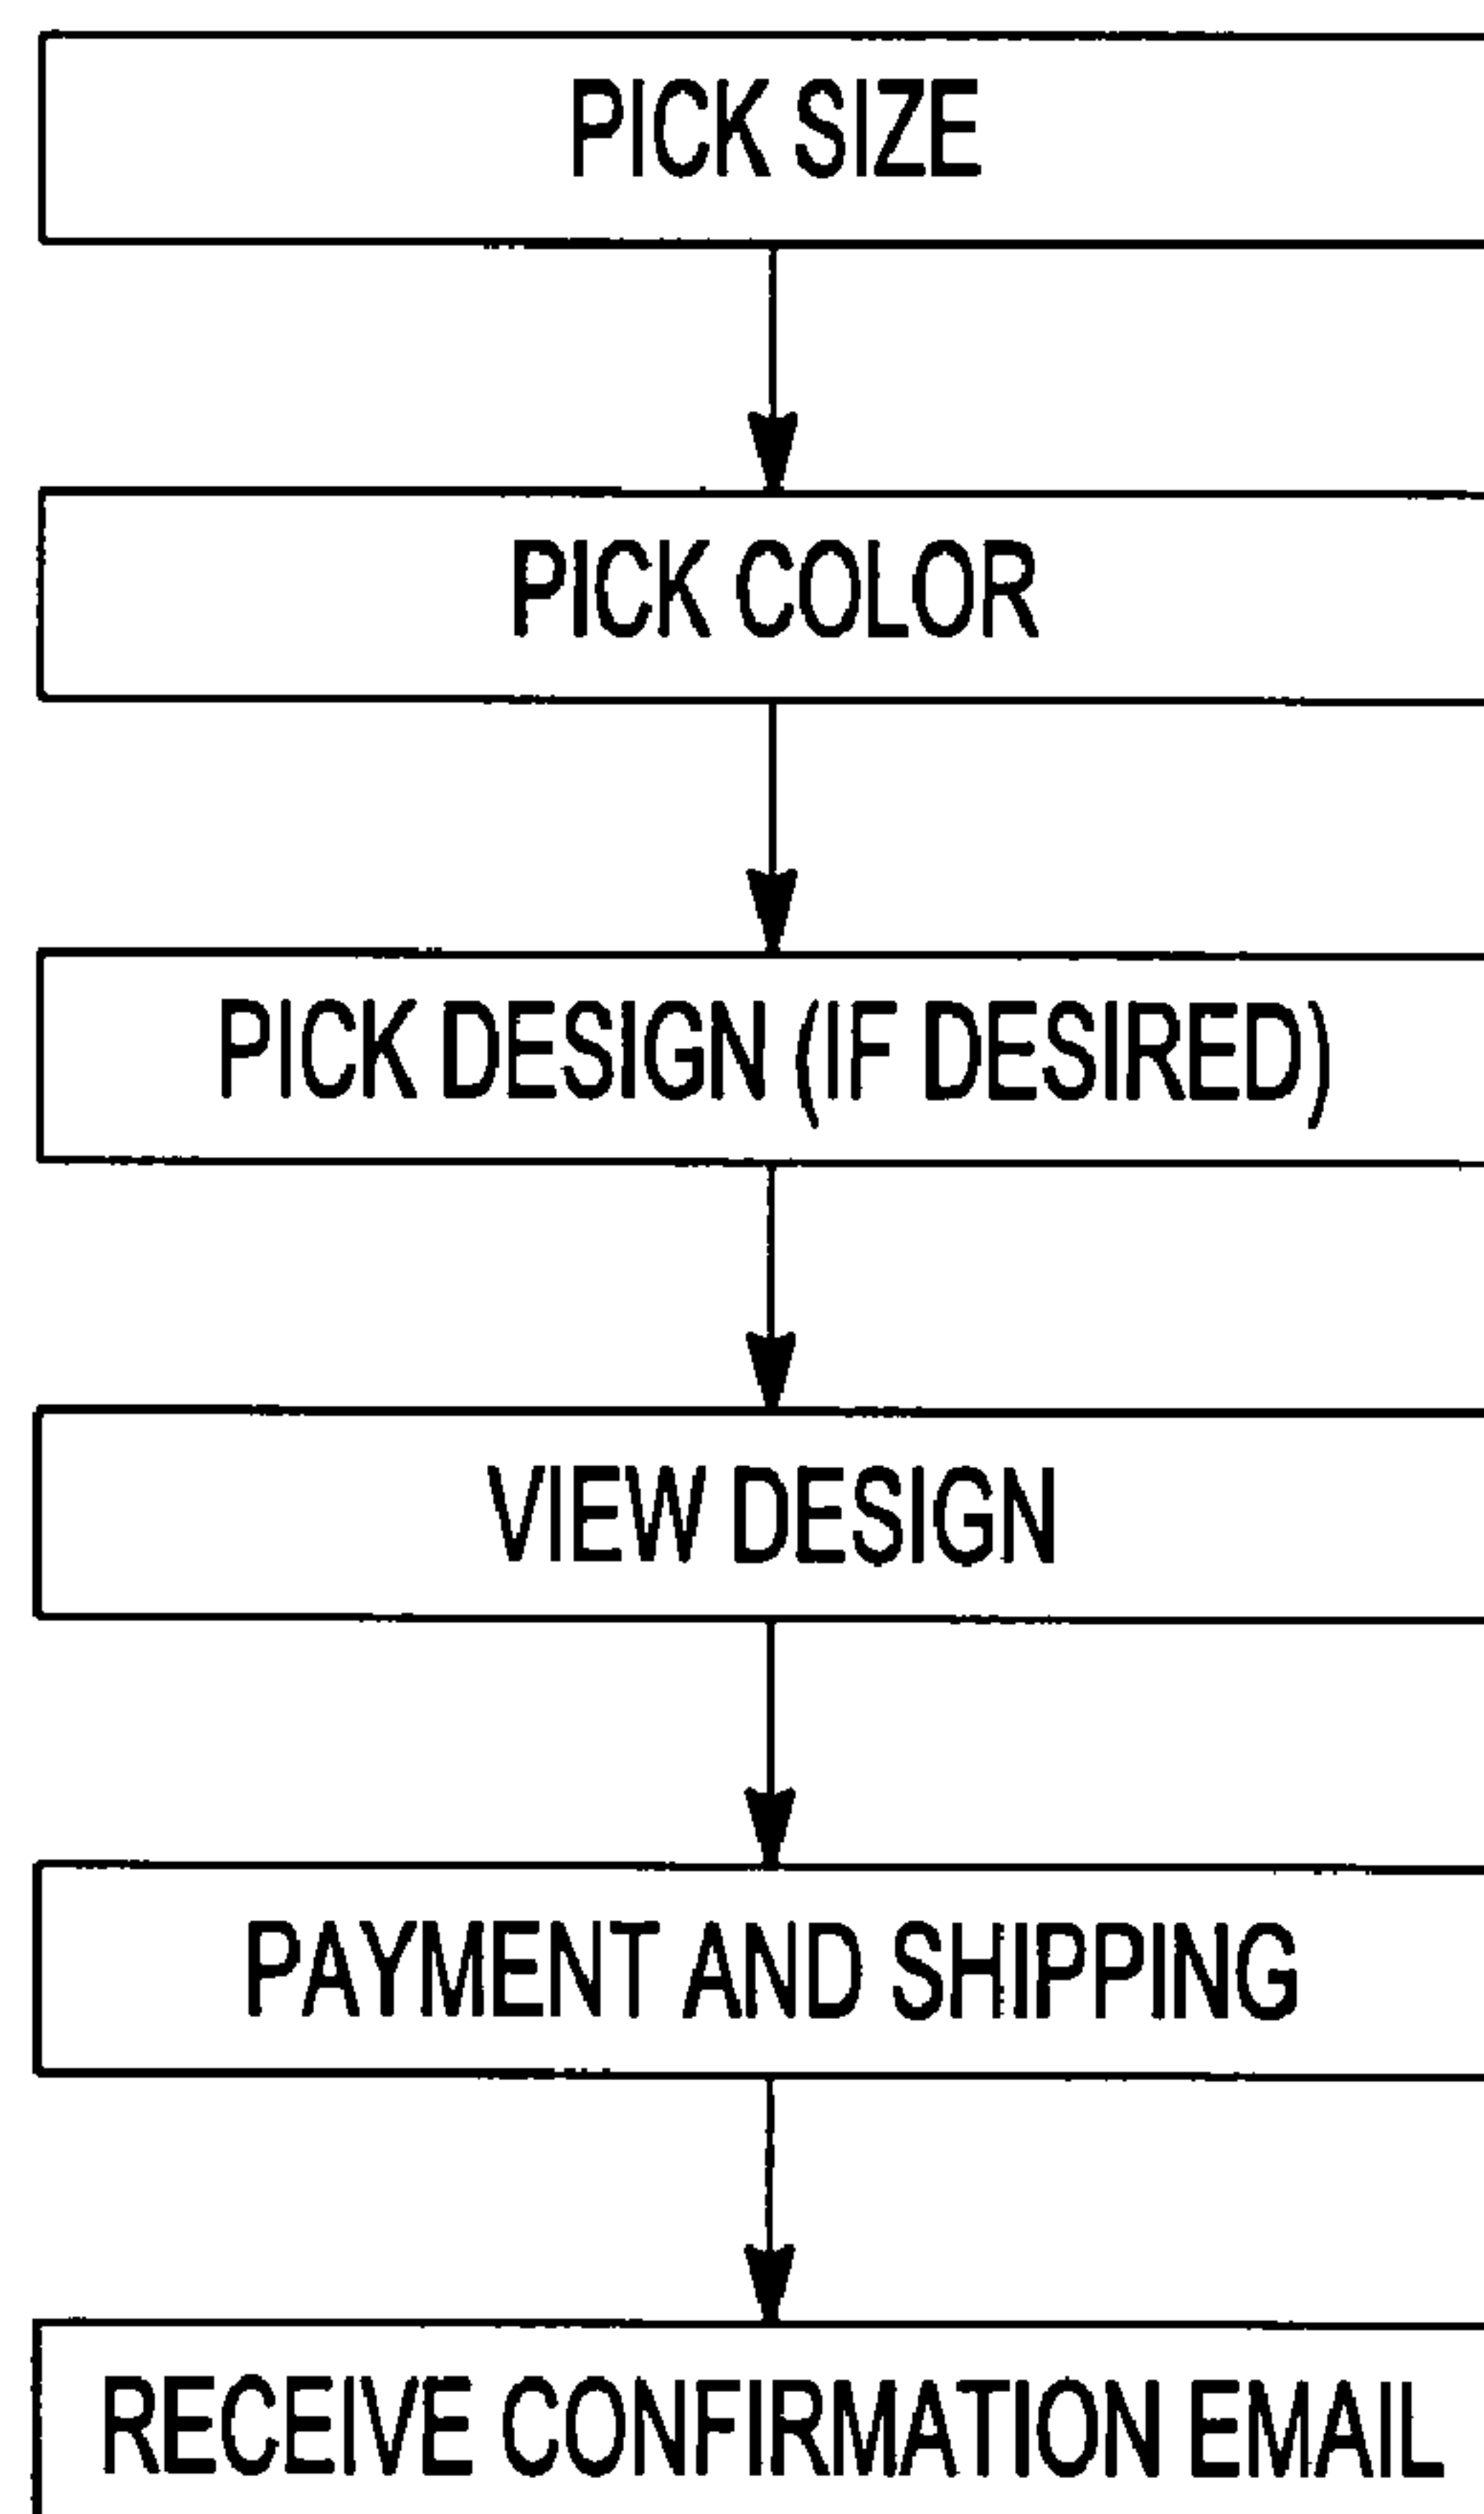 PICK SIZE
PICK COLOR
PICK DESIGN (IF DESIRED)
VIEW DESIGN
PAYMENT AND SHIPPING
RECEIVE CONFIRMATION EMAIL